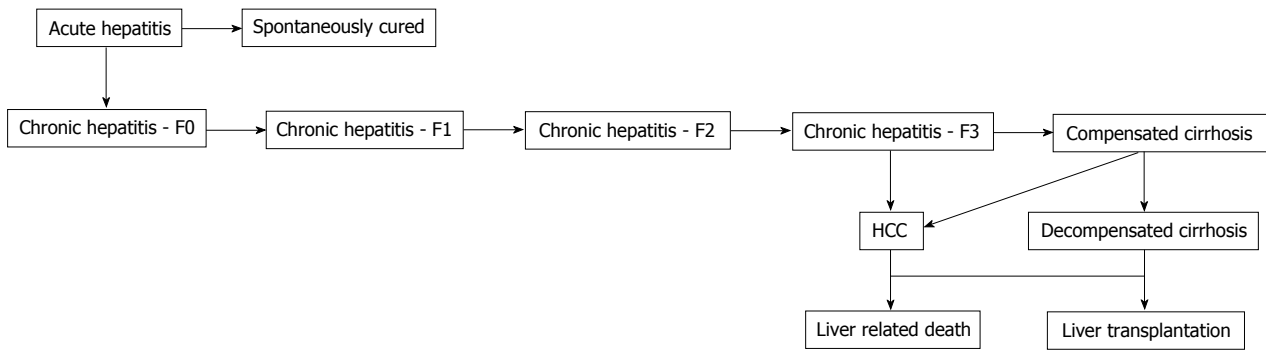 Acute hepatitis
Spontaneously cured
Chronic hepatitis - F0
Chronic hepatitis - F1
Chronic hepatitis - F2
Chronic hepatitis - F3
Compensated cirrhosis
HCC
Decompensated cirrhosis
Liver related death
Liver transplantation